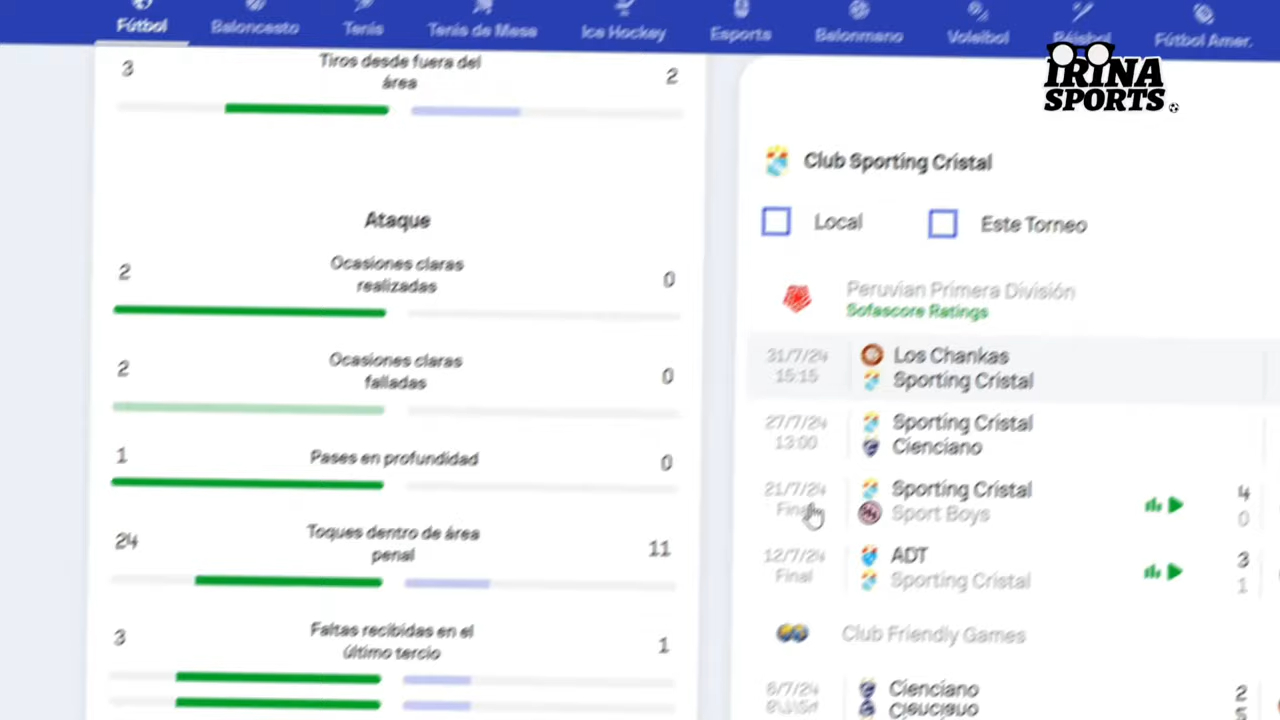 Fútbol
Baloncesto
Tenis
Tenis de Mesa
Ice Hockey
Esports
Balonmano
Voleibol
Béisbol
Fútbol Amer.
IRINA
SPORTS
3
Tiros desde fuera del
área
2
Ataque
2
Ocasiones claras
realizadas
0
2
Ocasiones claras
falladas
0
1
Pases en profundidad
0
24
Toques dentro de área
penal
11
3
Faltas recibidas en el
último tercio
1
Club Sporting Cristal
Local
Este Torneo
Peruvian Primera División
Sofascore Ratings
31/7/24
15:15
Los Chankas
Sporting Cristal
27/7/24
13:00
Sporting Cristal
Cienciano
21/7/24
Final
Sporting Cristal
4
Sport Boys
0
12/7/24
Final
ADT
3
Sporting Cristal
1
Club Friendly Games
6/7/24
Cienciano
2